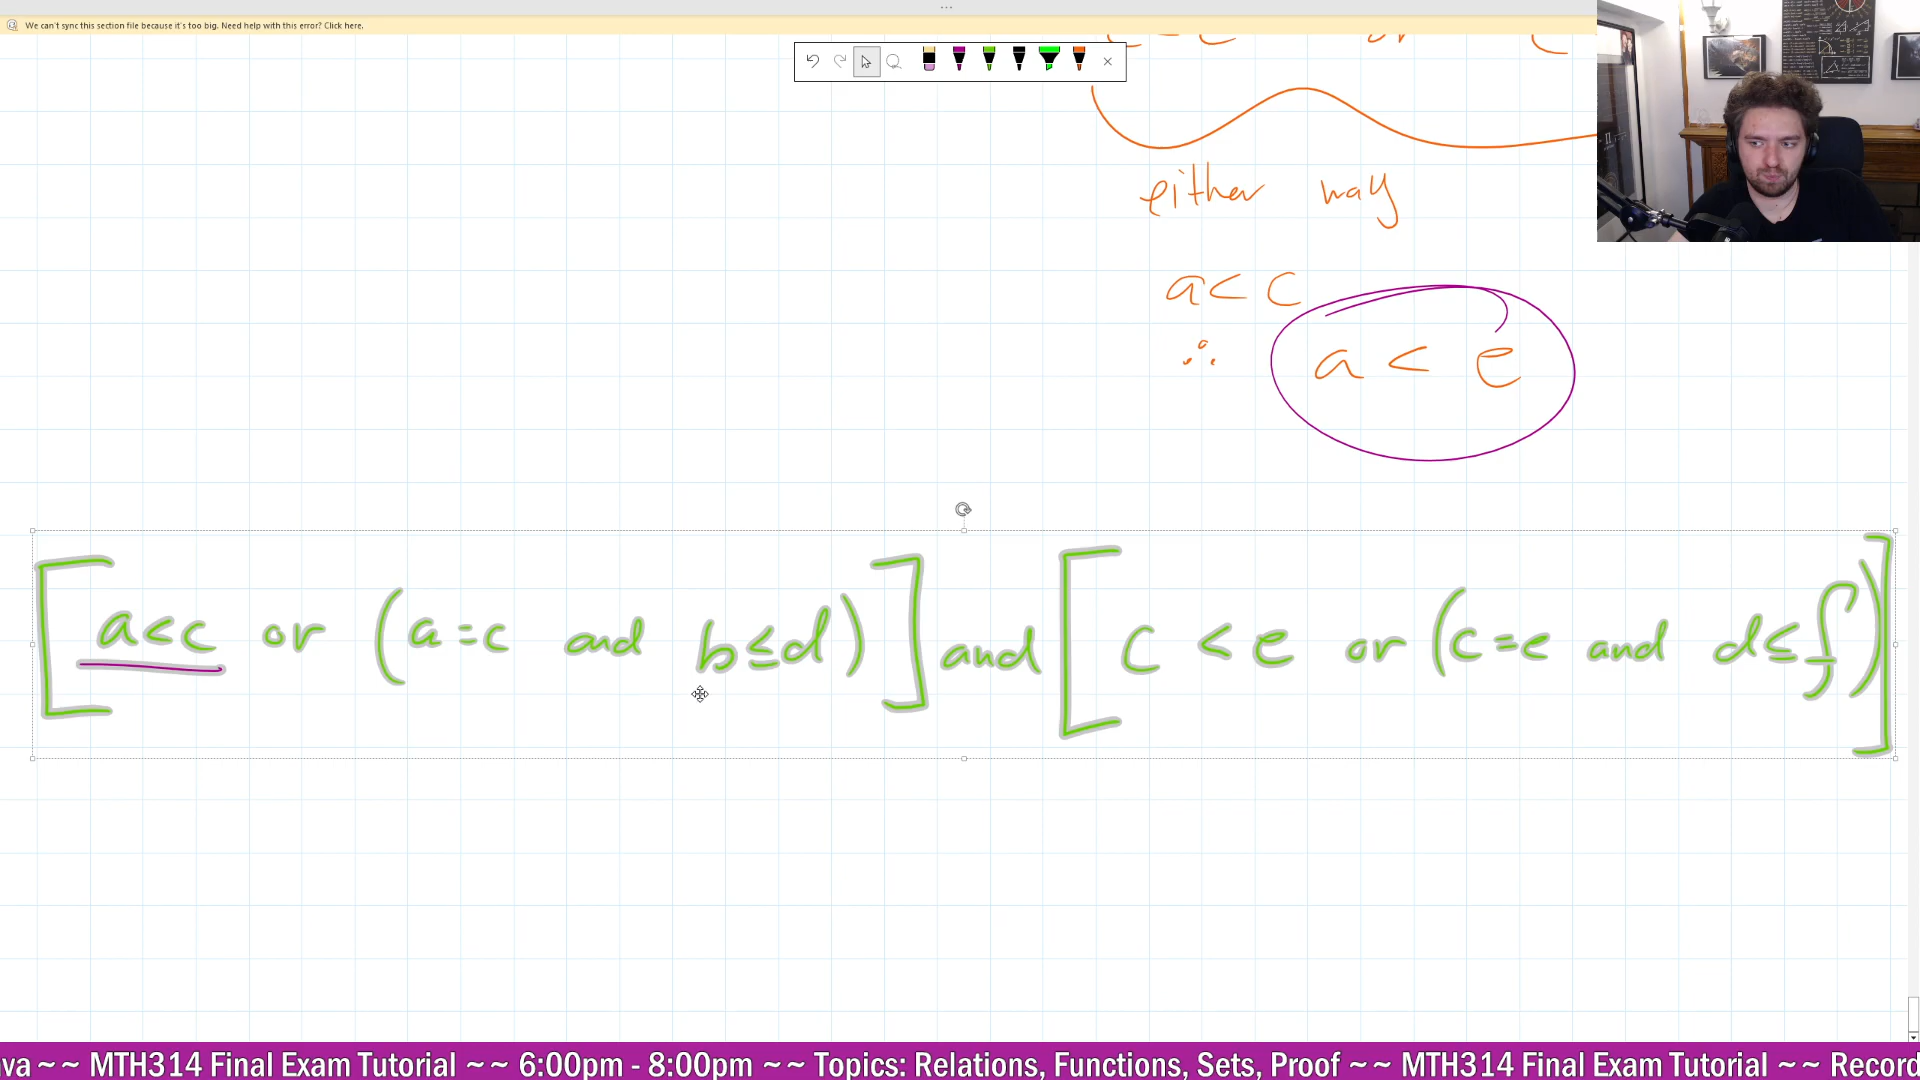 We can't sync this section file because it's too big. Need help with this error? Click here.
either way
a < c
∴ a < e
[ a<c or (a=c and b≤d) ] and [ c < e or (c=e and d≤f) ]
va ~~ MTH314 Final Exam Tutorial ~~ 6:00pm - 8:00pm ~~ Topics: Relations, Functions, Sets, Proof ~~ MTH314 Final Exam Tutorial ~~ Record